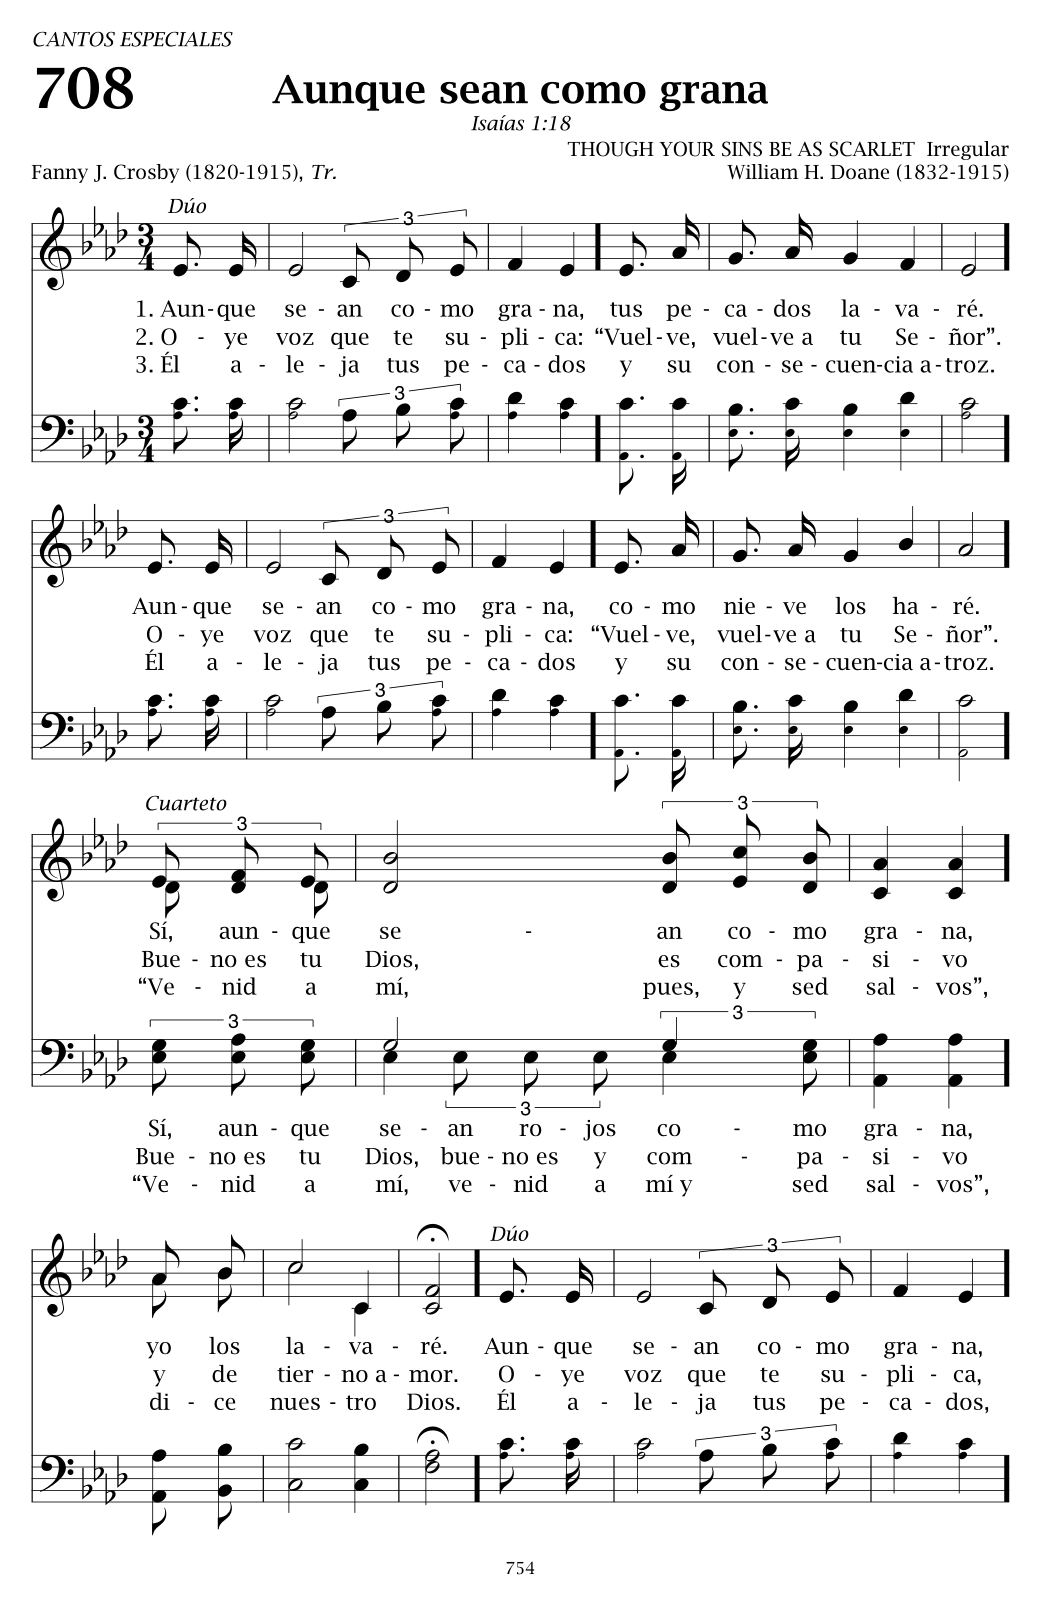 CANTOS ESPECIALES
708 Aunque sean como grana
Isaías 1:18
THOUGH YOUR SINS BE AS SCARLET Irregular
Fanny J. Crosby (1820-1915), Tr. William H. Doane (1832-1915)
Dúo
3
1. Aun - que se - an co - mo gra - na, tus pe - ca - dos la - va - ré.
2. O - ye voz que te su - pli - ca: “Vuel - ve, vuel - ve a tu Se - ñor”.
3. Él a - le - ja tus pe - ca - dos y su con - se - cuen - cia a - troz.
3
3
Aun - que se - an co - mo gra - na, co - mo nie - ve los ha - ré.
O - ye voz que te su - pli - ca: “Vuel - ve, vuel - ve a tu Se - ñor”.
Él a - le - ja tus pe - ca - dos y su con - se - cuen - cia a - troz.
3
Cuarteto
3 3
Sí, aun - que se - an co - mo gra - na,
Bue - no es tu Dios, es com - pa - si - vo
“Ve - nid a mí, pues, y sed sal - vos”,
3 3
3
Sí, aun - que se - an ro - jos co - mo gra - na,
Bue - no es tu Dios, bue - no es y com - pa - si - vo
“Ve - nid a mí, ve - nid a mí y sed sal - vos”,
Dúo
3
yo los la - va - ré. Aun - que se - an co - mo gra - na,
y de tier - no a - mor. O - ye voz que te su - pli - ca,
di - ce nues - tro Dios. Él a - le - ja tus pe - ca - dos,
3
754